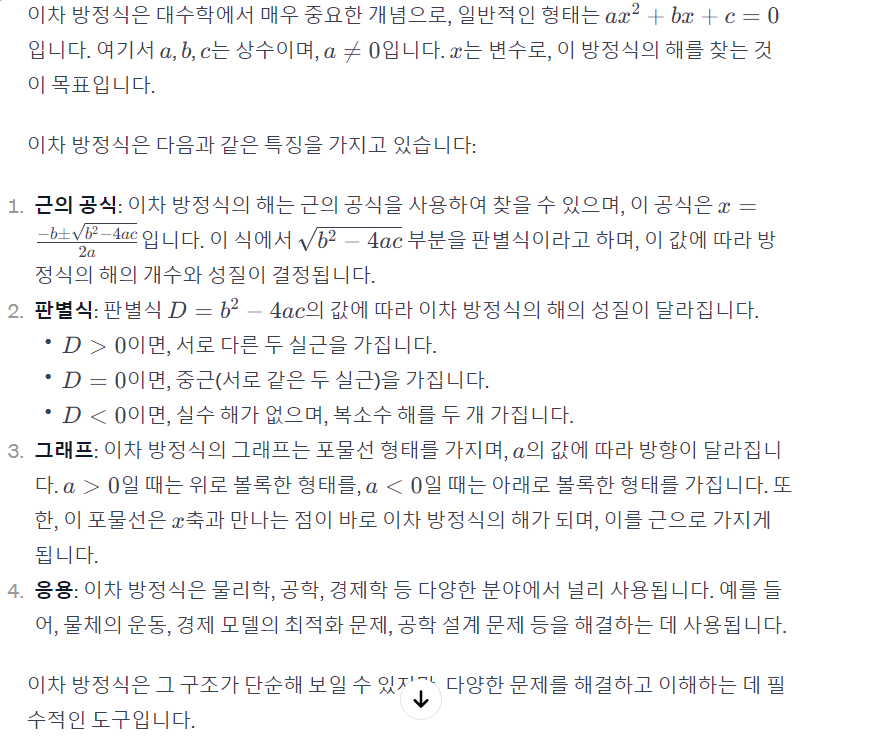 이차 방정식은 대수학에서 매우 중요한 개념으로, 일반적인 형태는 ax² + bx + c = 0
입니다. 여기서 a, b, c는 상수이며, a ≠ 0입니다. x는 변수로, 이 방정식의 해를 찾는 것
이 목표입니다.
이차 방정식은 다음과 같은 특징을 가지고 있습니다:
1. 근의 공식: 이차 방정식의 해는 근의 공식을 사용하여 찾을 수 있으며, 이 공식은 x =
(-b±√(b²-4ac))/(2a) 입니다. 이 식에서 √(b² − 4ac) 부분을 판별식이라고 하며, 이 값에 따라 방
정식의 해의 개수와 성질이 결정됩니다.
2. 판별식: 판별식 D = b² − 4ac의 값에 따라 이차 방정식의 해의 성질이 달라집니다.
• D > 0이면, 서로 다른 두 실근을 가집니다.
• D = 0이면, 중근(서로 같은 두 실근)을 가집니다.
• D < 0이면, 실수 해가 없으며, 복소수 해를 두 개 가집니다.
3. 그래프: 이차 방정식의 그래프는 포물선 형태를 가지며, a의 값에 따라 방향이 달라집니
다. a > 0일 때는 위로 볼록한 형태를, a < 0일 때는 아래로 볼록한 형태를 가집니다. 또
한, 이 포물선은 x축과 만나는 점이 바로 이차 방정식의 해가 되며, 이를 근으로 가지게
됩니다.
4. 응용: 이차 방정식은 물리학, 공학, 경제학 등 다양한 분야에서 널리 사용됩니다. 예를 들
어, 물체의 운동, 경제 모델의 최적화 문제, 공학 설계 문제 등을 해결하는 데 사용됩니다.
이차 방정식은 그 구조가 단순해 보일 수 다양한 문제를 해결하고 이해하는 데 필
수적인 도구입니다.